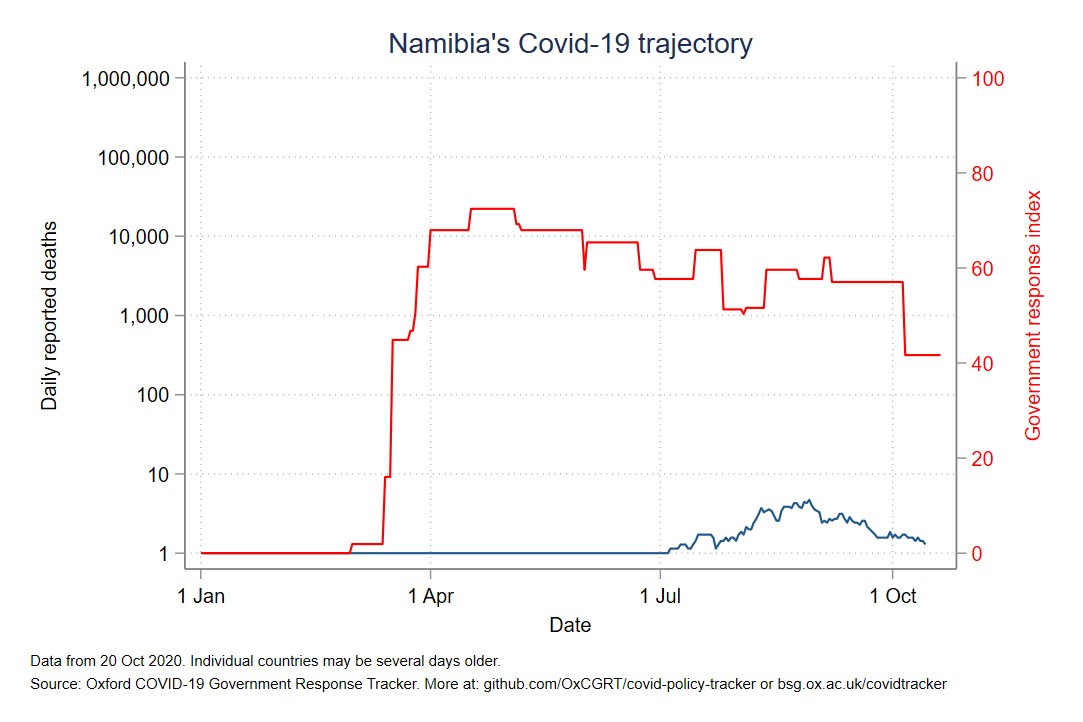 Namibia's Covid-19 trajectory
1,000,000
100,000
10,000
1,000
100
10
1
Daily reported deaths
100
80
60
40
20
0
Government response index
1 Jan
1 Apr
1 Jul
1 Oct
Date
Data from 20 Oct 2020. Individual countries may be several days older.
Source: Oxford COVID-19 Government Response Tracker. More at: github.com/OxCGRT/covid-policy-tracker or bsg.ox.ac.uk/covidtracker